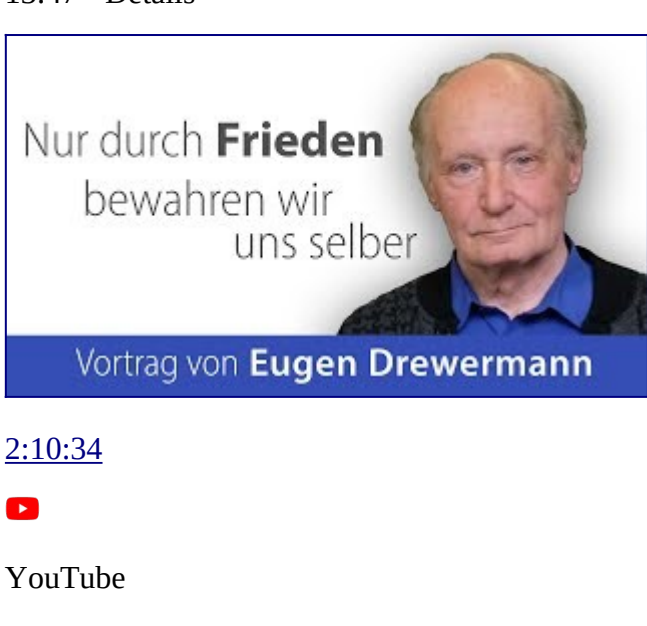 Nur durch Frieden
bewahren wir
uns selber
Vortrag von Eugen Drewermann
2:10:34
YouTube